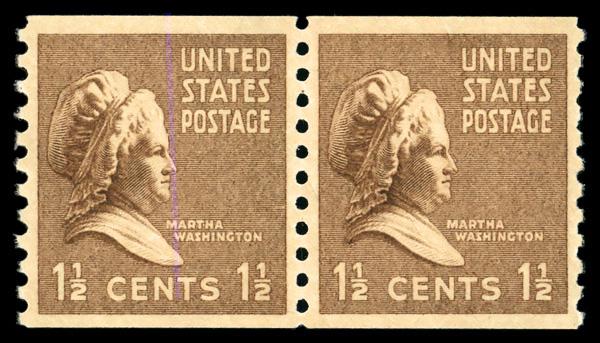 UNITED
STATES
POSTAGE
MARTHA
WASHINGTON
1½ CENTS 1½
UNITED
STATES
POSTAGE
MARTHA
WASHINGTON
1½ CENTS 1½